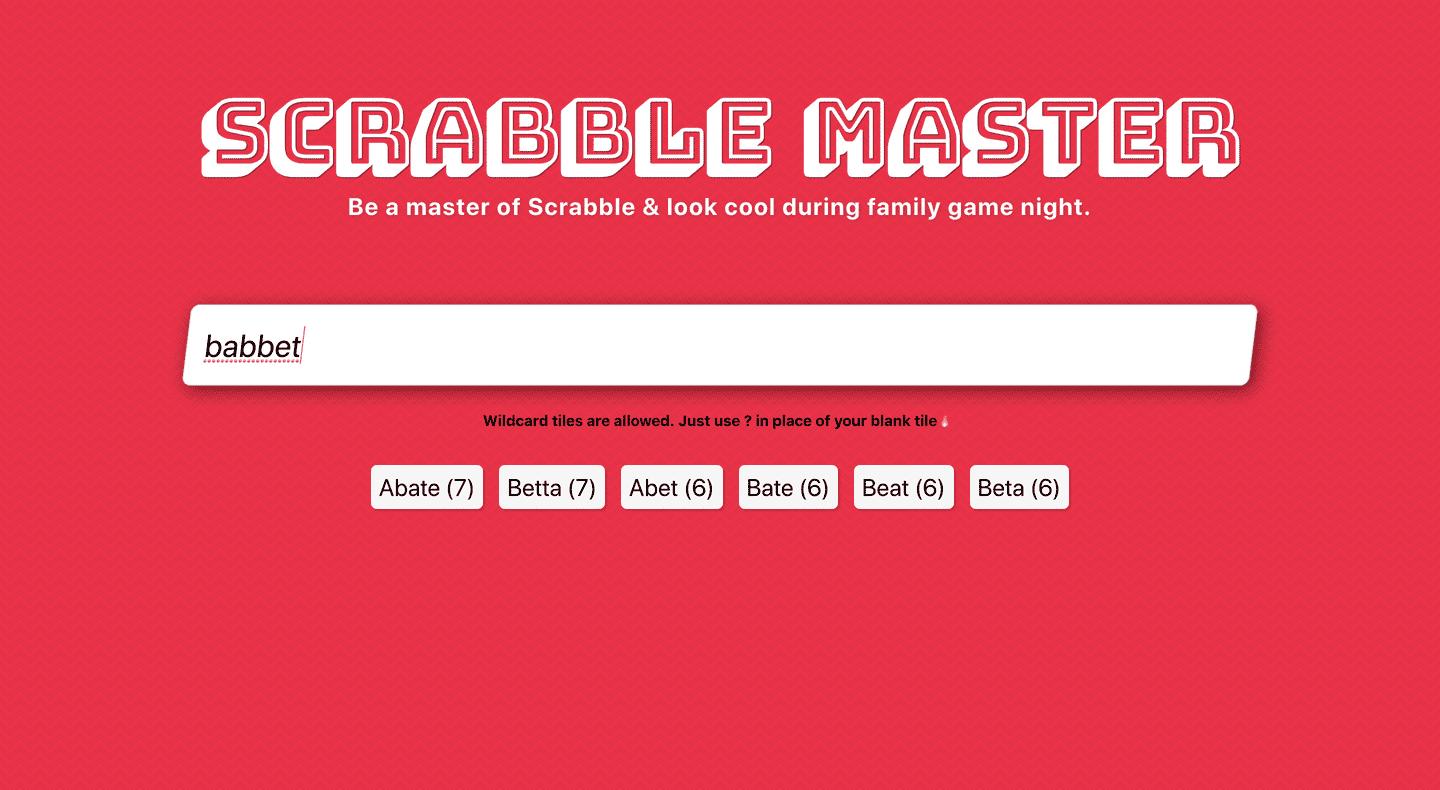 SCRABBLE MASTER
Be a master of Scrabble & look cool during family game night.
babbet
Wildcard tiles are allowed. Just use ? in place of your blank tile
Abate (7) Betta (7) Abet (6) Bate (6) Beat (6) Beta (6)